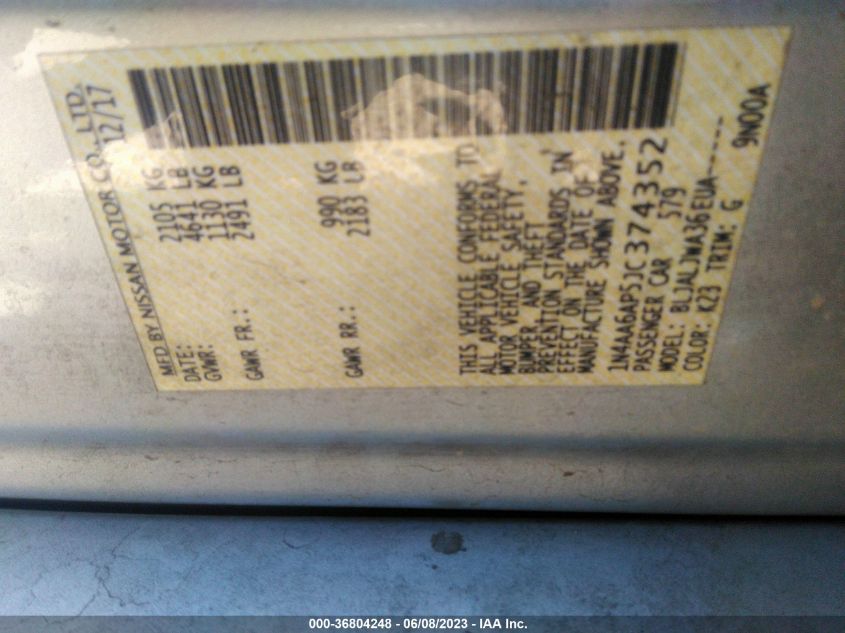 MFD BY NISSAN MOTOR CO., LTD.
DATE: 12/17
GVWR: 2105 KG
4641 LB
GAWR FR.: 1130 KG
2491 LB
GAWR RR.: 990 KG
2183 LB
THIS VEHICLE CONFORMS TO
ALL APPLICABLE FEDERAL
MOTOR VEHICLE SAFETY,
BUMPER, AND THEFT
PREVENTION STANDARDS IN
EFFECT ON THE DATE OF
MANUFACTURE SHOWN ABOVE.
1N4AA6AP5JC374352
PASSENGER CAR 579
MODEL: BLJALJWA36EUA-----
COLOR: K23 TRIM: G 9N00A
000-36804248 - 06/08/2023 - IAA Inc.